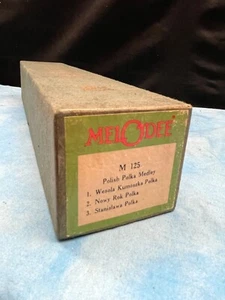 MELODEE
M 125
Polish Polka Medley
1. Wesola Kumoszka Polka
2. Nowy Rok Polka
3. Stanislawa Polka